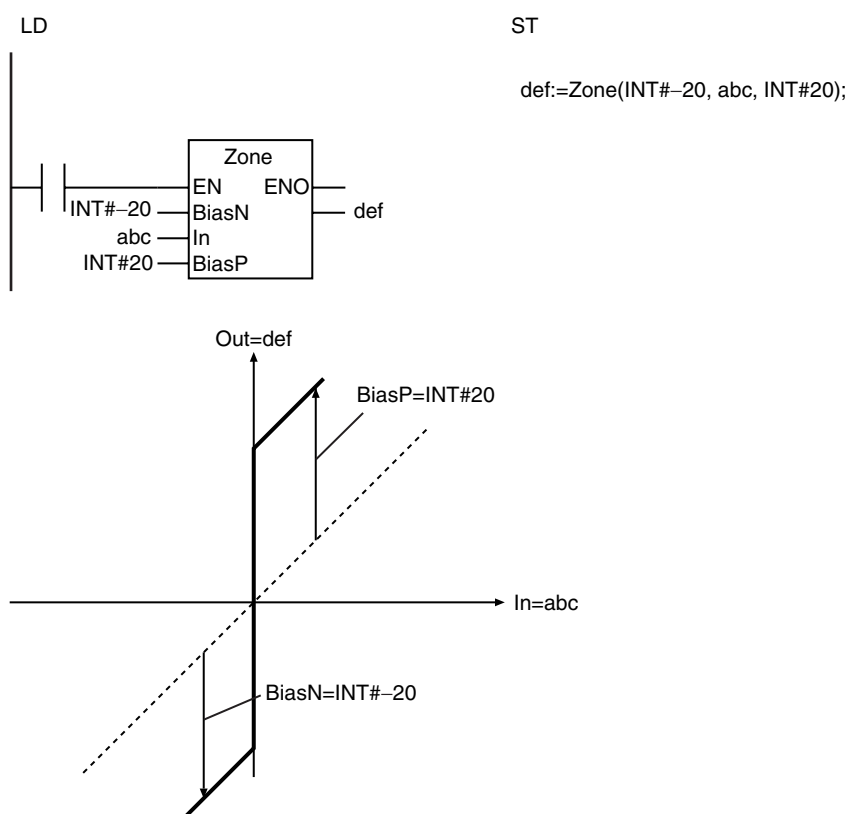 LD
ST
def:=Zone(INT#−20, abc, INT#20);
Zone
EN ENO
INT#−20 BiasN def
abc In
INT#20 BiasP
Out=def
BiasP=INT#20
In=abc
BiasN=INT#−20